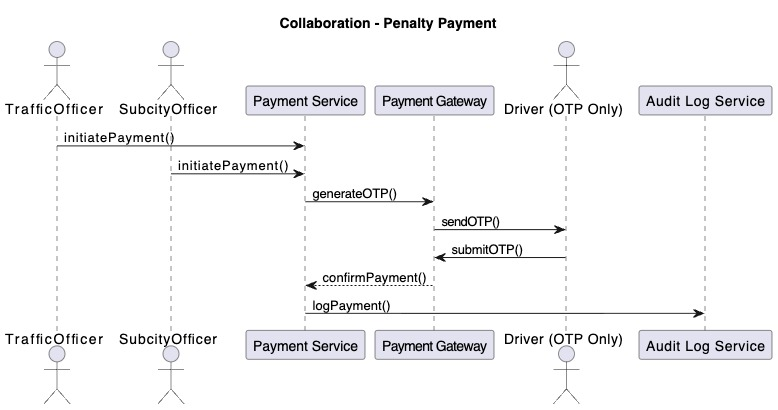 Collaboration - Penalty Payment
TrafficOfficer SubcityOfficer Payment Service Payment Gateway Driver (OTP Only) Audit Log Service
initiatePayment()
initiatePayment()
generateOTP()
sendOTP()
submitOTP()
confirmPayment()
logPayment()
TrafficOfficer SubcityOfficer Payment Service Payment Gateway Driver (OTP Only) Audit Log Service